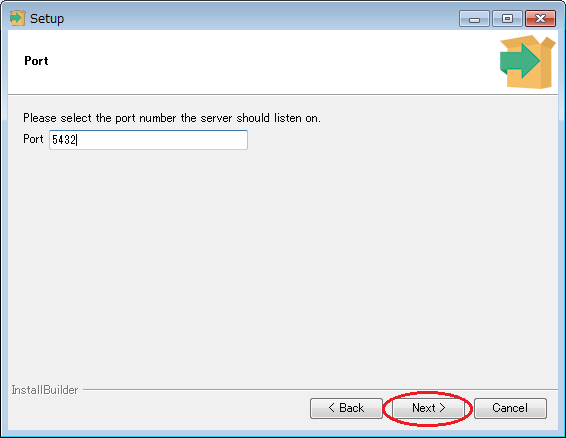 Setup
Port
Please select the port number the server should listen on.
Port 5432
InstallBuilder
< Back Next > Cancel